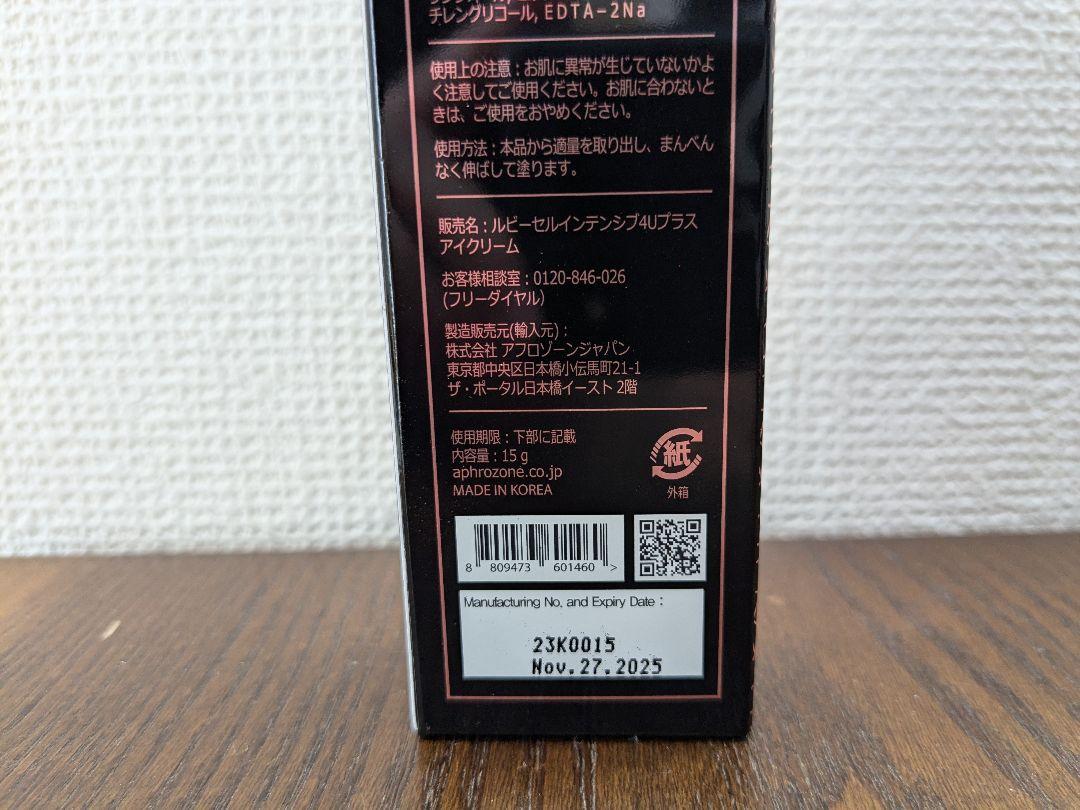 チレングリコール, EDTA-2Na
使用上の注意：お肌に異常が生じていないかよ
く注意してご使用ください。お肌に合わないと
きは、ご使用をおやめください。
使用方法：本品から適量を取り出し、まんべん
なく伸ばして塗ります。
販売名：ルビーセルインテンシブ4Uプラス
アイクリーム
お客様相談室：0120-846-026
(フリーダイヤル)
製造販売元(輸入元)：
株式会社 アフロゾーンジャパン
東京都中央区日本橋小伝馬町21-1
ザ・ポータル日本橋イースト 2階
使用期限：下部に記載
内容量：15 g
aphrozone.co.jp
MADE IN KOREA
紙
外箱
8 809473 601460 >
Manufacturing No. and Expiry Date :
23K0015
Nov.27.2025